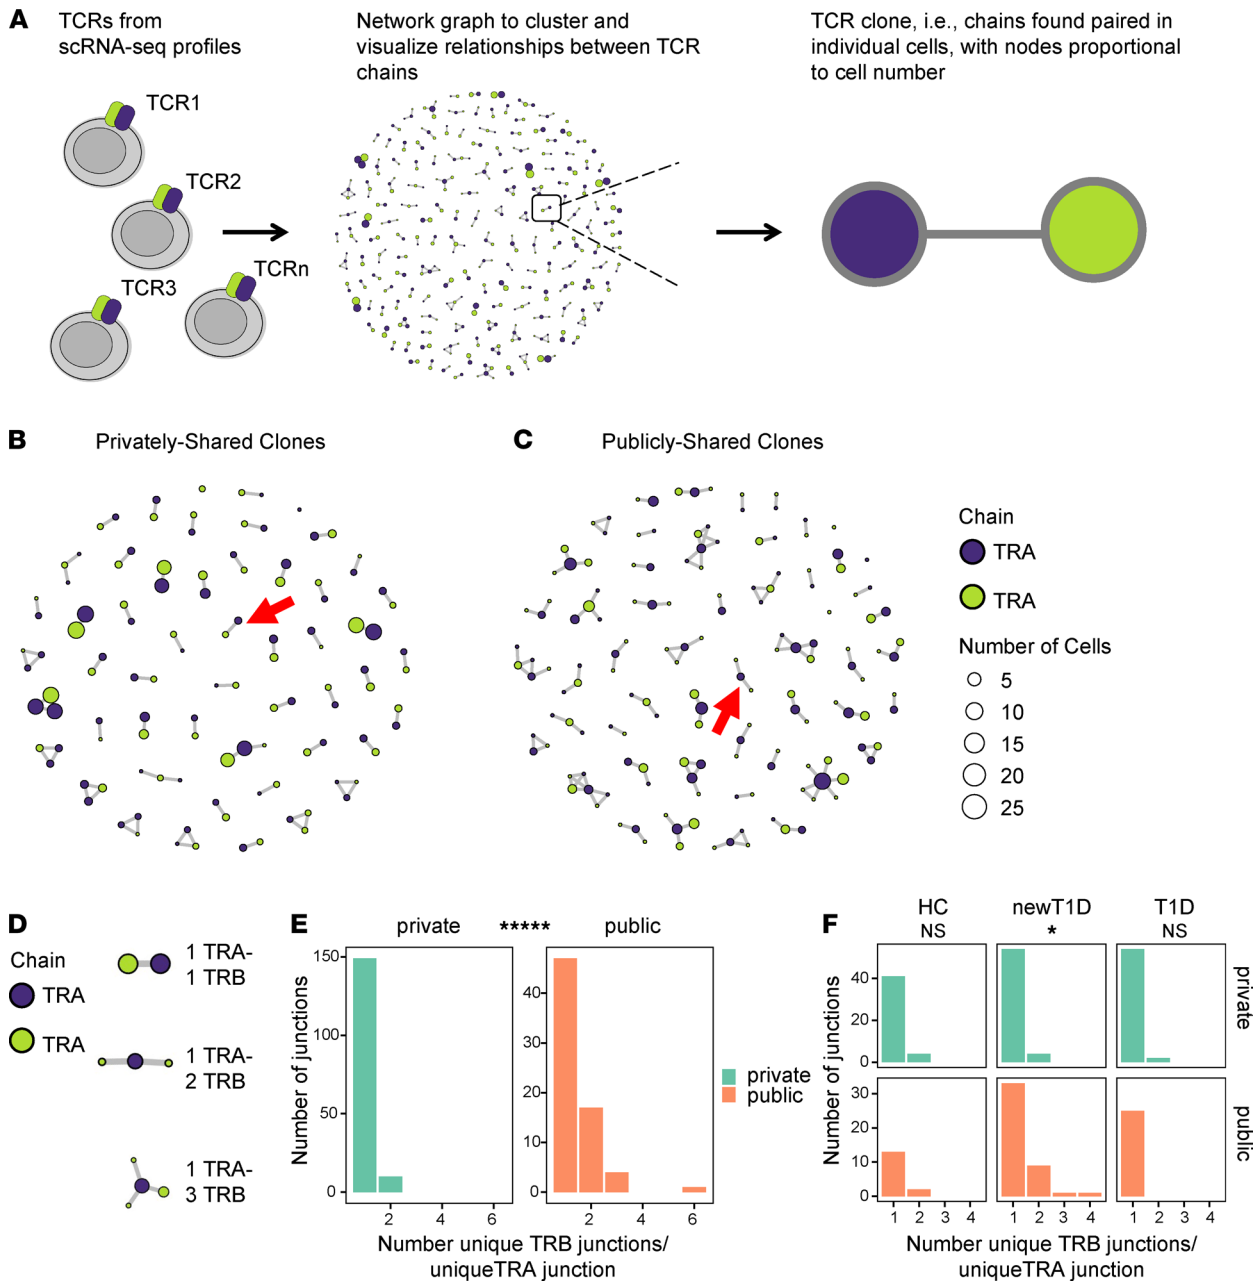 A
TCRs from
scRNA-seq profiles
Network graph to cluster and
visualize relationships between TCR
chains
TCR clone, i.e., chains found paired in
individual cells, with nodes proportional
to cell number
TCR1
TCR2
TCR3
TCRn
B
Privately-Shared Clones
C
Publicly-Shared Clones
Chain
TRA
TRA
Number of Cells
5
10
15
20
25
D
Chain
TRA
TRA
1 TRA-
1 TRB
1 TRA-
2 TRB
1 TRA-
3 TRB
E
private
*****
public
Number of junctions
150
100
50
0
40
30
20
10
0
2
4
6
2
4
6
Number unique TRB junctions/
uniqueTRA junction
private
public
F
HC
NS
newT1D
*
T1D
NS
Number of junctions
40
20
0
private
Number of junctions
30
20
10
0
public
1 2 3 4
1 2 3 4
1 2 3 4
Number unique TRB junctions/
uniqueTRA junction